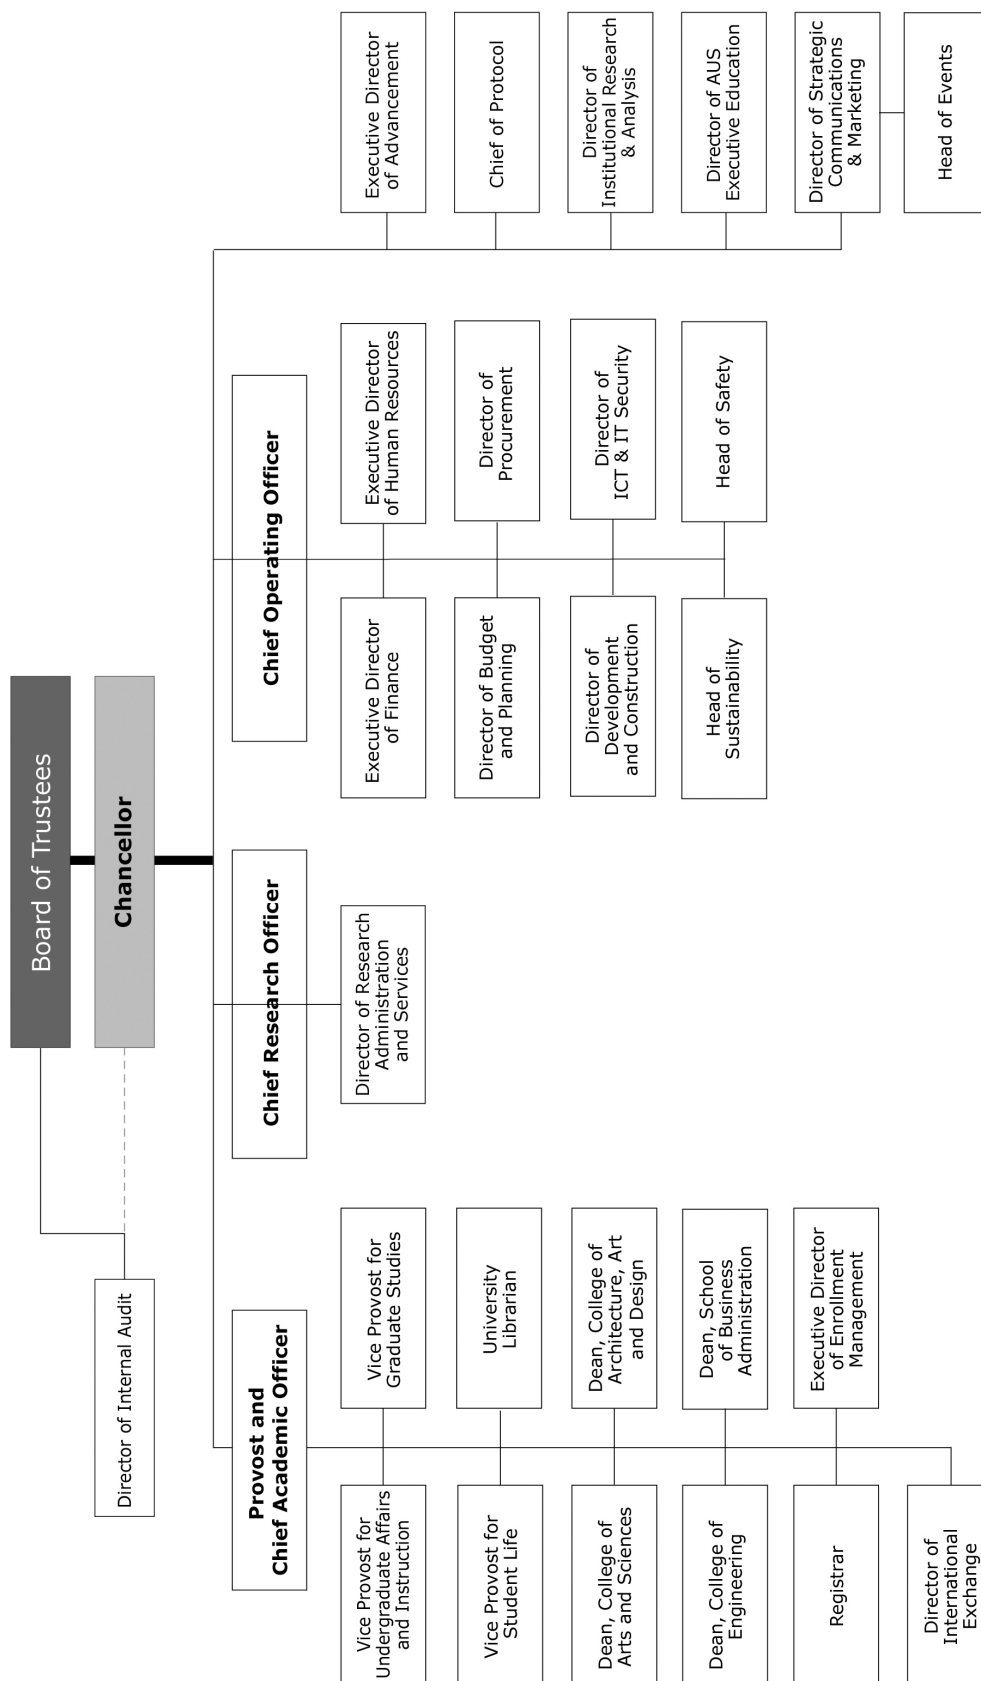 Board of Trustees
Chancellor
Director of Internal Audit
Provost and
Chief Academic Officer
Vice Provost for
Undergraduate Affairs
and Instruction
Vice Provost for
Graduate Studies
Vice Provost for
Student Life
University
Librarian
Dean, College of
Arts and Sciences
Dean, College of
Architecture, Art
and Design
Dean, College of
Engineering
Dean, School
of Business
Administration
Registrar
Executive Director
of Enrollment
Management
Director of
International
Exchange
Chief Research Officer
Director of Research
Administration
and Services
Chief Operating Officer
Executive Director
of Finance
Executive Director
of Human Resources
Director of Budget
and Planning
Director of
Procurement
Director of
Development
and Construction
Director of
ICT & IT Security
Head of
Sustainability
Head of Safety
Executive Director
of Advancement
Chief of Protocol
Director of
Institutional Research
& Analysis
Director of AUS
Executive Education
Director of Strategic
Communications
& Marketing
Head of Events